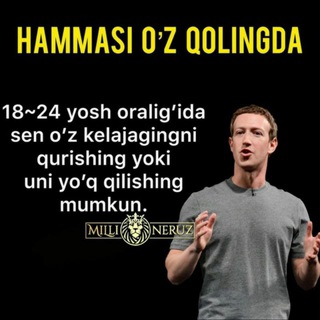 HAMMASI O’Z QOLINGDA
18~24 yosh oralig’ida
sen o’z kelajagingni
qurishing yoki
uni yo’q qilishing
mumkun.
MILLI NERUZ